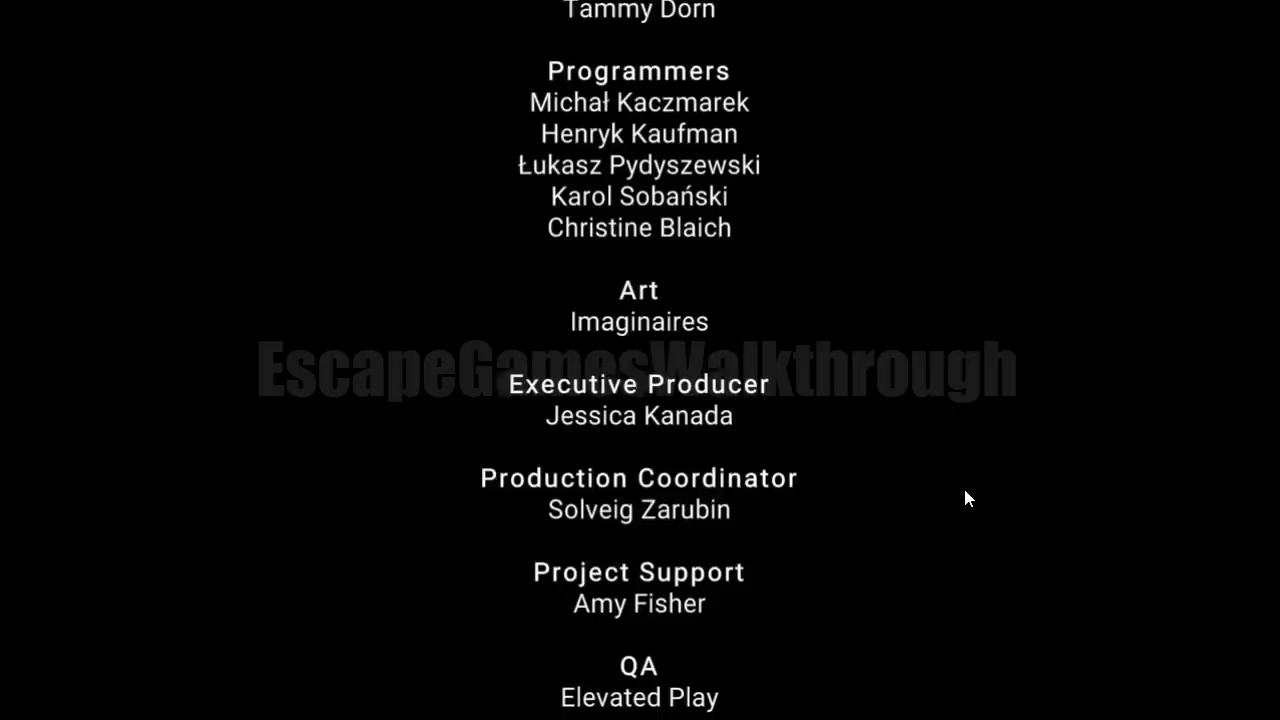 Tammy Dorn
Programmers
Michał Kaczmarek
Henryk Kaufman
Łukasz Pydyszewski
Karol Sobański
Christine Blaich
Art
Imaginaires
EscapeGamesWalkthrough
Executive Producer
Jessica Kanada
Production Coordinator
Solveig Zarubin
Project Support
Amy Fisher
QA
Elevated Play